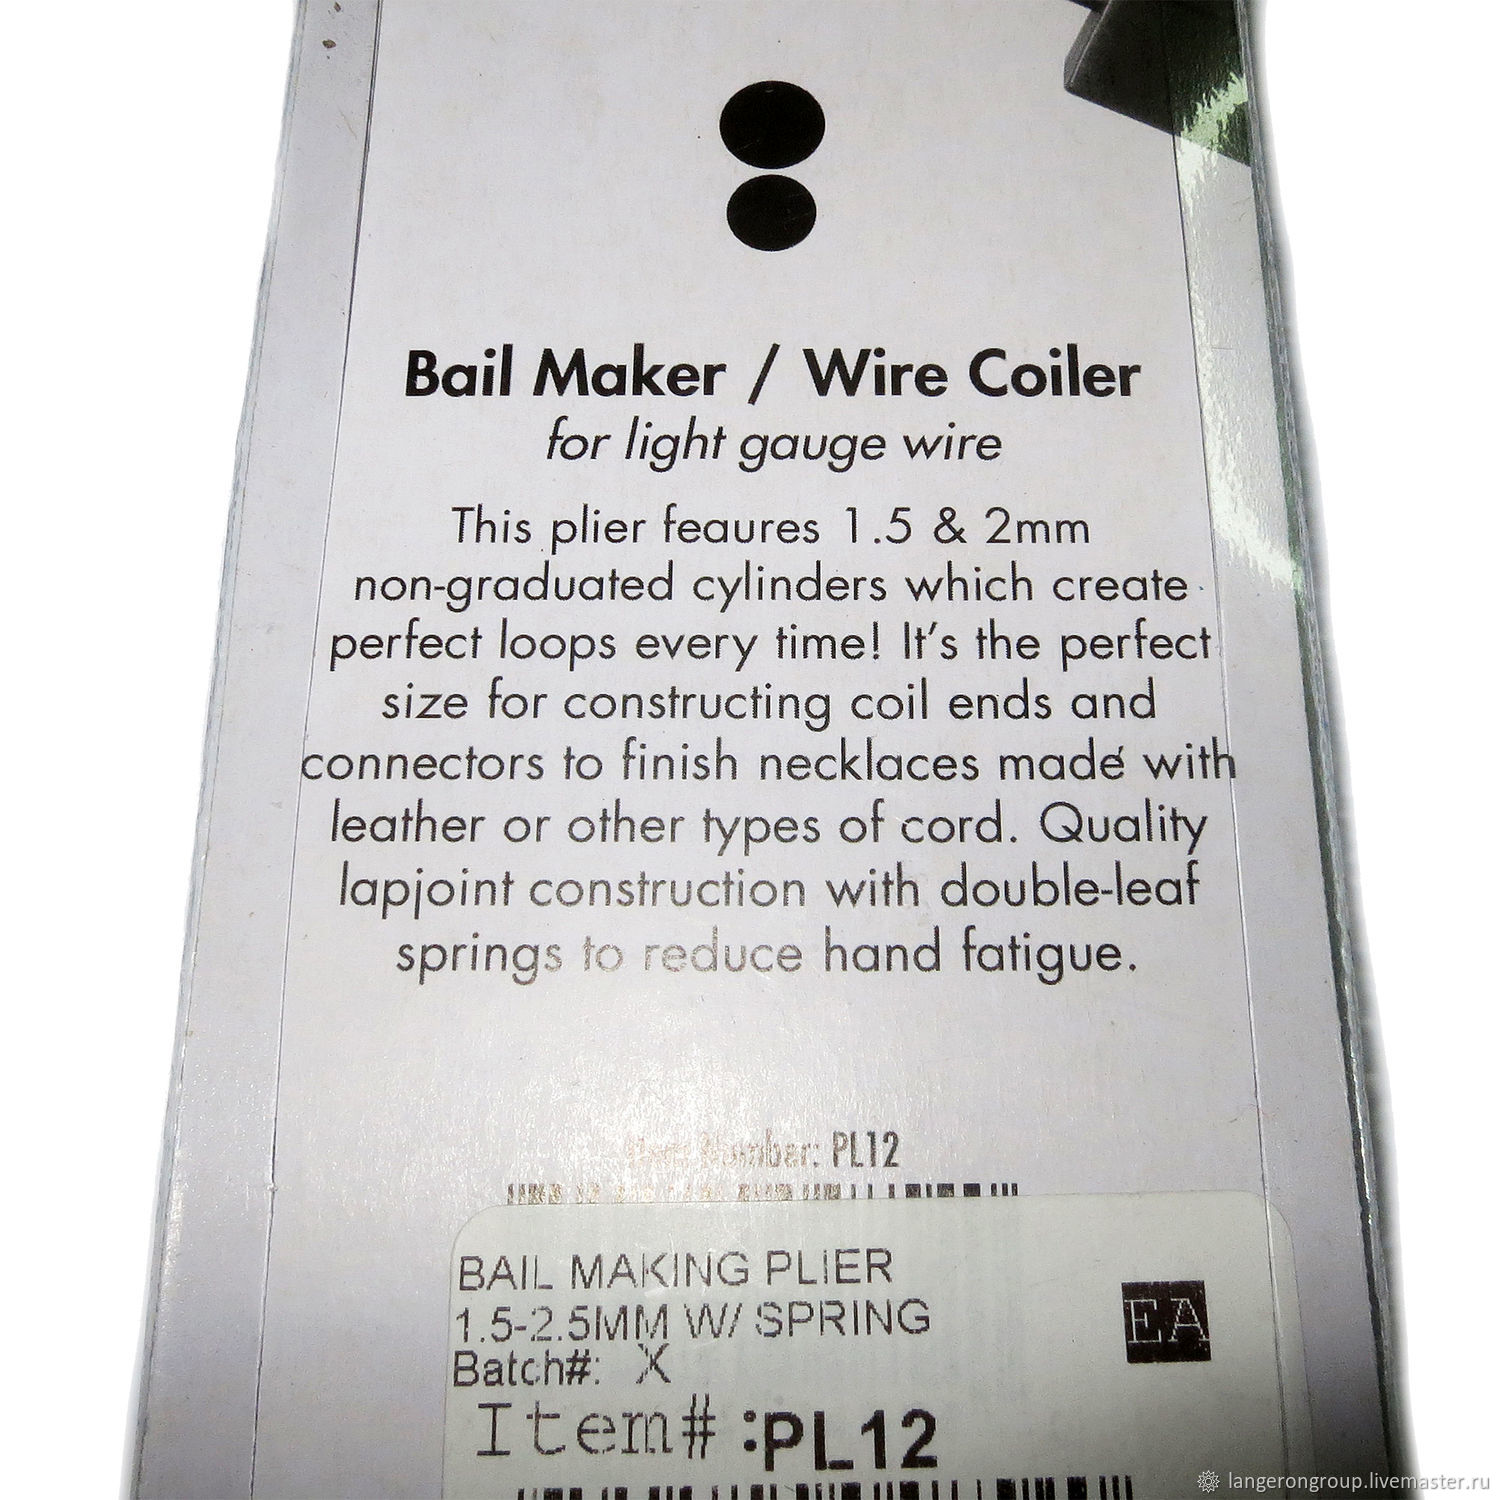 Bail Maker / Wire Coiler
for light gauge wire
This plier feaures 1.5 & 2mm
non-graduated cylinders which create
perfect loops every time! It's the perfect
size for constructing coil ends and
connectors to finish necklaces made with
leather or other types of cord. Quality
lapjoint construction with double-leaf
springs to reduce hand fatigue.
Number: PL12
BAIL MAKING PLIER
1.5-2.5MM W/ SPRING
EA
Batch#: X
Item# :PL12
langerongroup.livemaster.ru